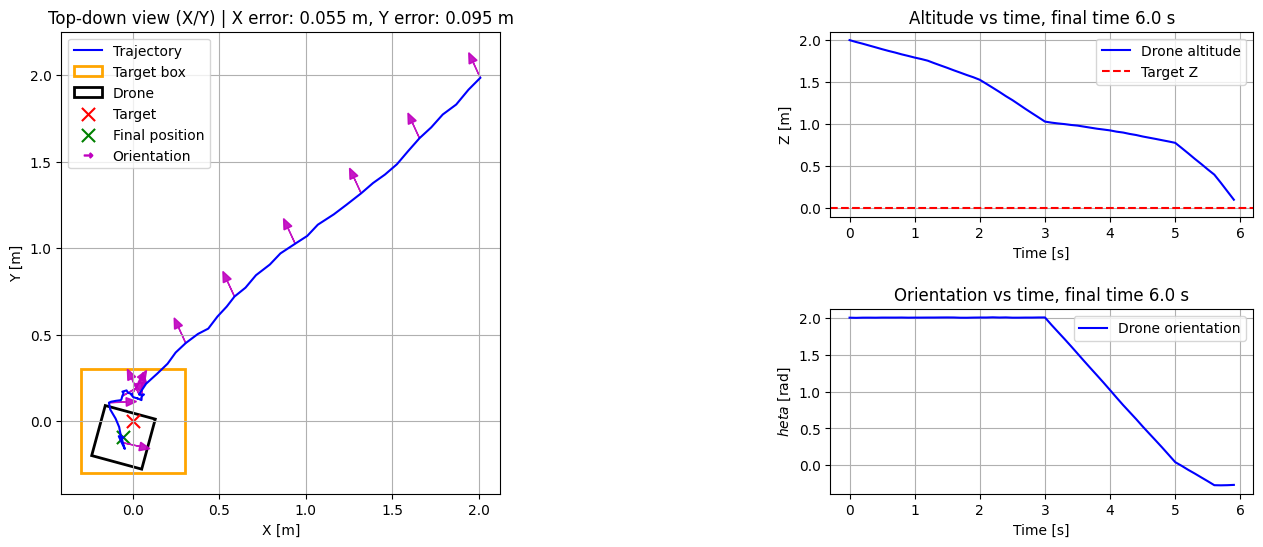 Top-down view (X/Y) | X error: 0.055 m, Y error: 0.095 m
Trajectory
Target box
Drone
Target
Final position
Orientation
2.0
1.5
1.0
0.5
0.0
Y [m]
0.0 0.5 1.0 1.5 2.0
X [m]
Altitude vs time, final time 6.0 s
Drone altitude
Target Z
2.0
1.5
1.0
0.5
0.0
Z [m]
0 1 2 3 4 5 6
Time [s]
Orientation vs time, final time 6.0 s
Drone orientation
2.0
1.5
1.0
0.5
0.0
heta [rad]
0 1 2 3 4 5 6
Time [s]